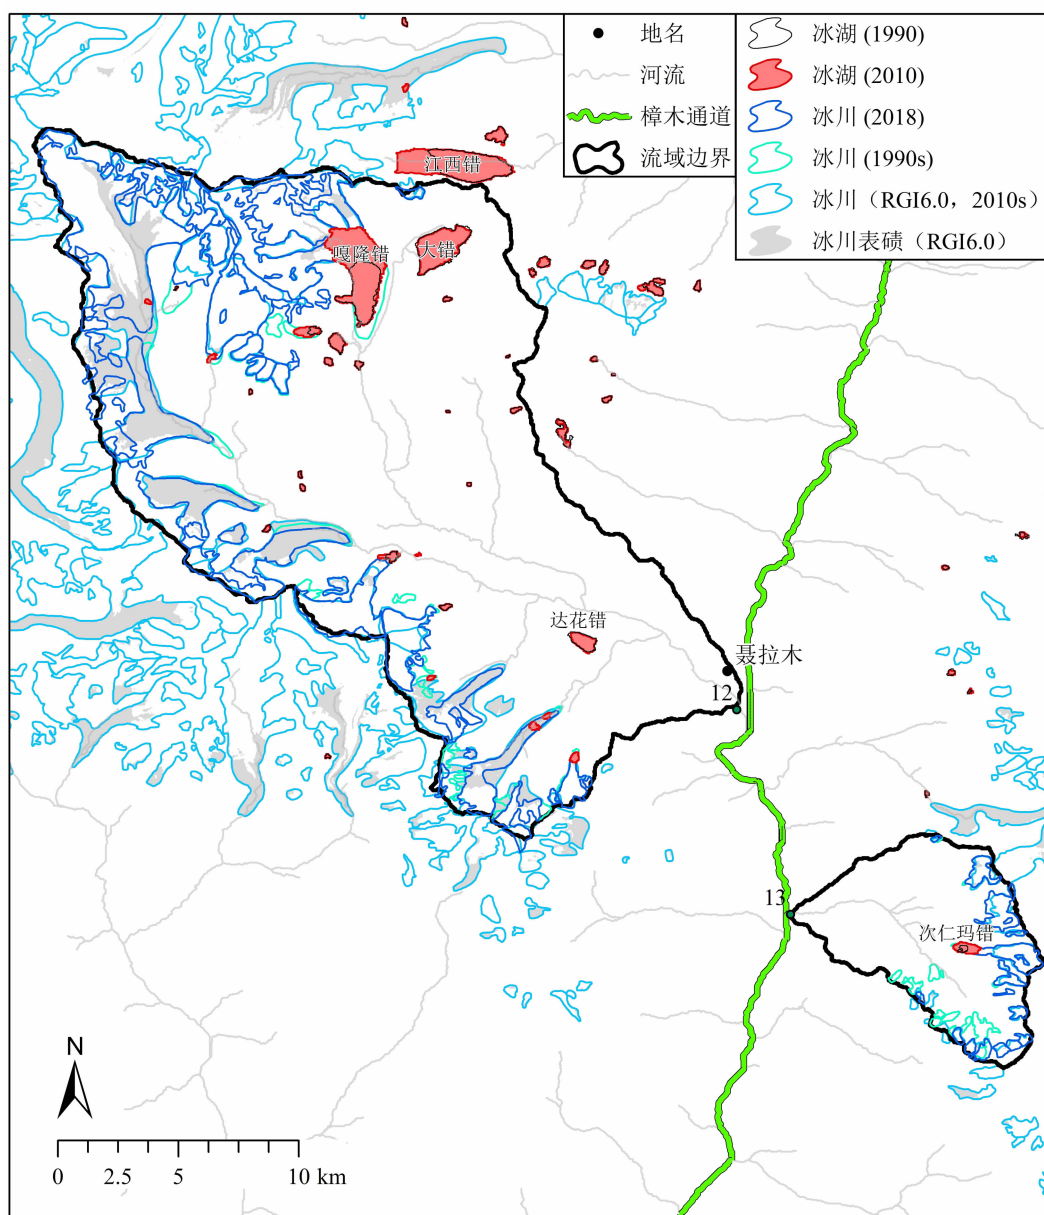 地名
河流
樟木通道
流域边界
冰湖 (1990)
冰湖 (2010)
冰川 (2018)
冰川 (1990s)
冰川（RGI6.0，2010s）
冰川表碛（RGI6.0）
江西错
嘎隆错
大错
达花错
聂拉木
12
13
次仁玛错
N
0 2.5 5 10 km